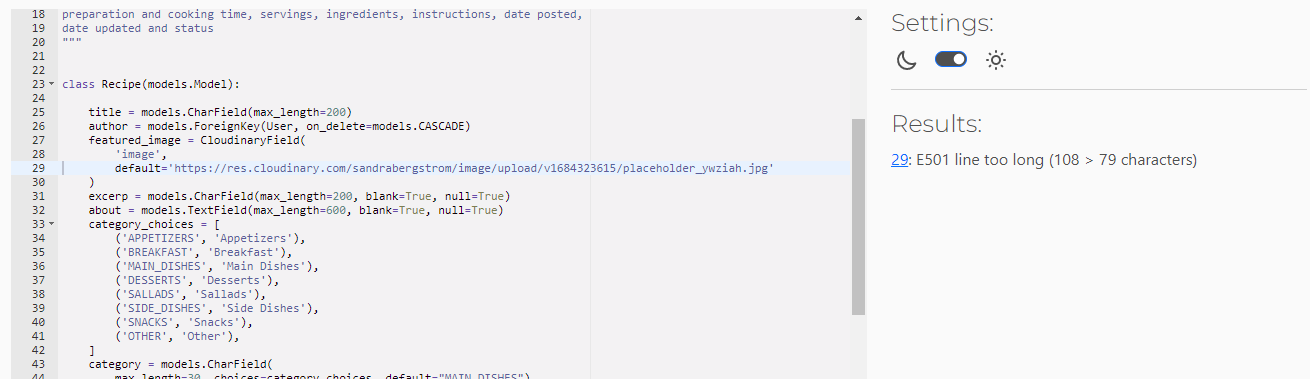 18 preparation and cooking time, servings, ingredients, instructions, date posted,
19 date updated and status
20 """
21
22
23 class Recipe(models.Model):
24
25 title = models.CharField(max_length=200)
26 author = models.ForeignKey(User, on_delete=models.CASCADE)
27 featured_image = CloudinaryField(
28 'image',
29 default='https://res.cloudinary.com/sandrabergstrom/image/upload/v1684323615/placeholder_ywziah.jpg'
30 )
31 excerp = models.CharField(max_length=200, blank=True, null=True)
32 about = models.TextField(max_length=600, blank=True, null=True)
33 category_choices = [
34 ('APPETIZERS', 'Appetizers'),
35 ('BREAKFAST', 'Breakfast'),
36 ('MAIN_DISHES', 'Main Dishes'),
37 ('DESSERTS', 'Desserts'),
38 ('SALLADS', 'Sallads'),
39 ('SIDE_DISHES', 'Side Dishes'),
40 ('SNACKS', 'Snacks'),
41 ('OTHER', 'Other'),
42 ]
43 category = models.CharField(
44 max_length=30, choices=category_choices, default="MAIN_DISHES")
Settings:
Results:
29: E501 line too long (108 > 79 characters)